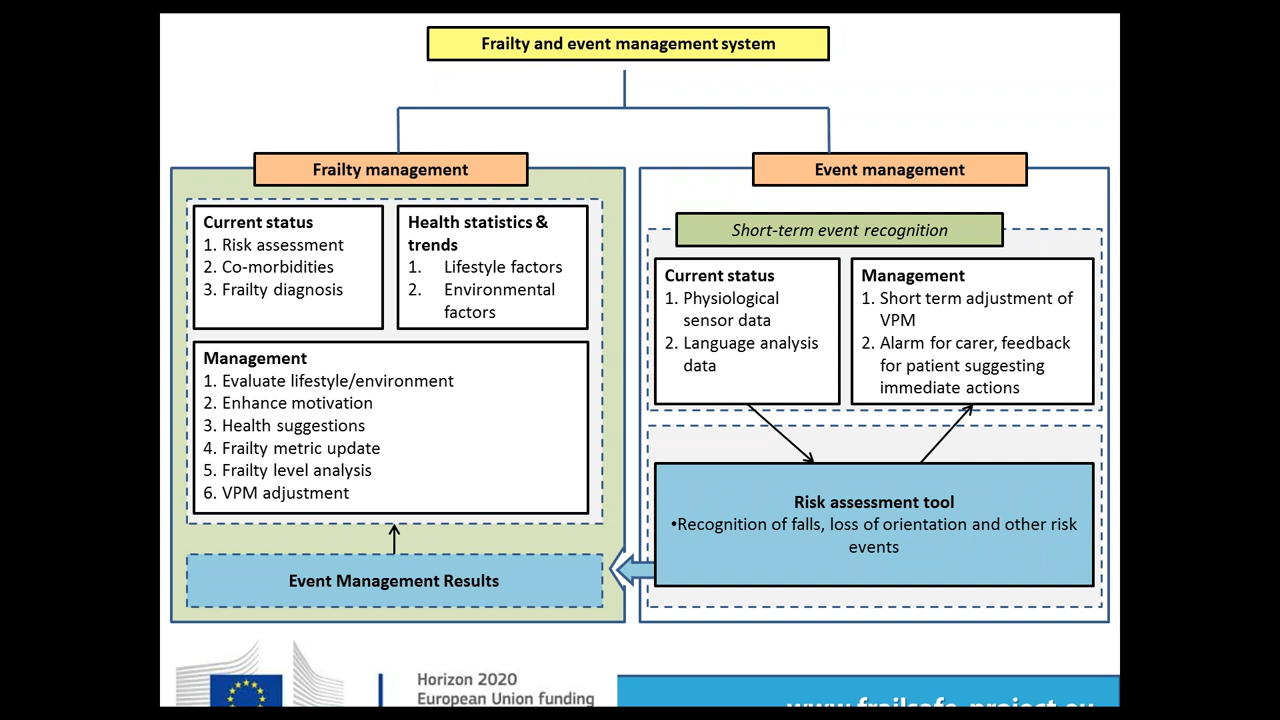 Frailty and event management system
Frailty management
Current status
1. Risk assessment
2. Co-morbidities
3. Frailty diagnosis
Health statistics &
trends
1. Lifestyle factors
2. Environmental
factors
Management
1. Evaluate lifestyle/environment
2. Enhance motivation
3. Health suggestions
4. Frailty metric update
5. Frailty level analysis
6. VPM adjustment
Event Management Results
Event management
Short-term event recognition
Current status
1. Physiological
sensor data
2. Language analysis
data
Management
1. Short term adjustment of
VPM
2. Alarm for carer, feedback
for patient suggesting
immediate actions
Risk assessment tool
•Recognition of falls, loss of orientation and other risk
events
Horizon 2020
European Union funding
www.frailsafe-project.eu